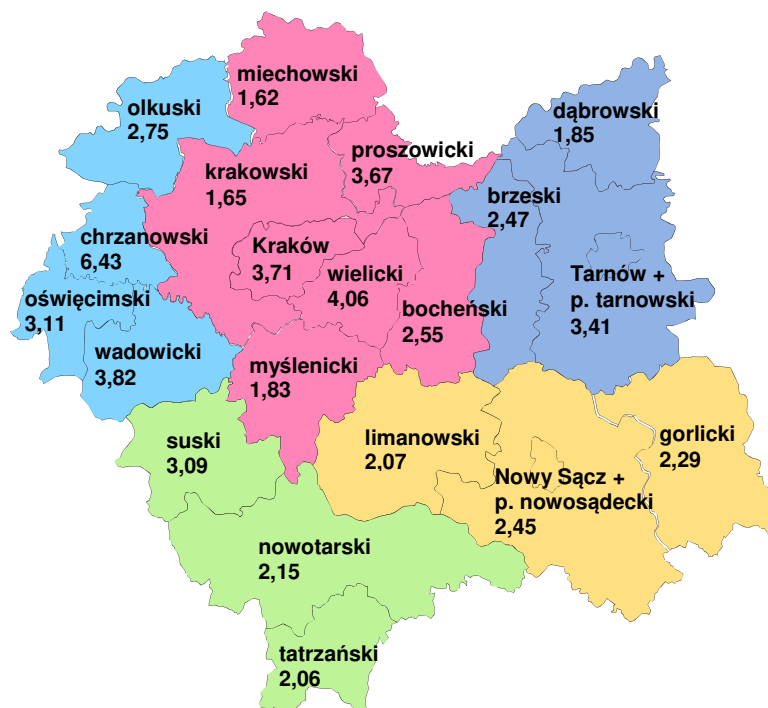 miechowski
1,62
olkuski
2,75
dąbrowski
1,85
proszowicki
3,67
krakowski
1,65
brzeski
2,47
chrzanowski
6,43
Kraków
3,71
wielicki
4,06
Tarnów +
p. tarnowski
3,41
oświęcimski
3,11
bocheński
2,55
wadowicki
3,82
myślenicki
1,83
suski
3,09
limanowski
2,07
gorlicki
2,29
Nowy Sącz +
p. nowosądecki
2,45
nowotarski
2,15
tatrzański
2,06